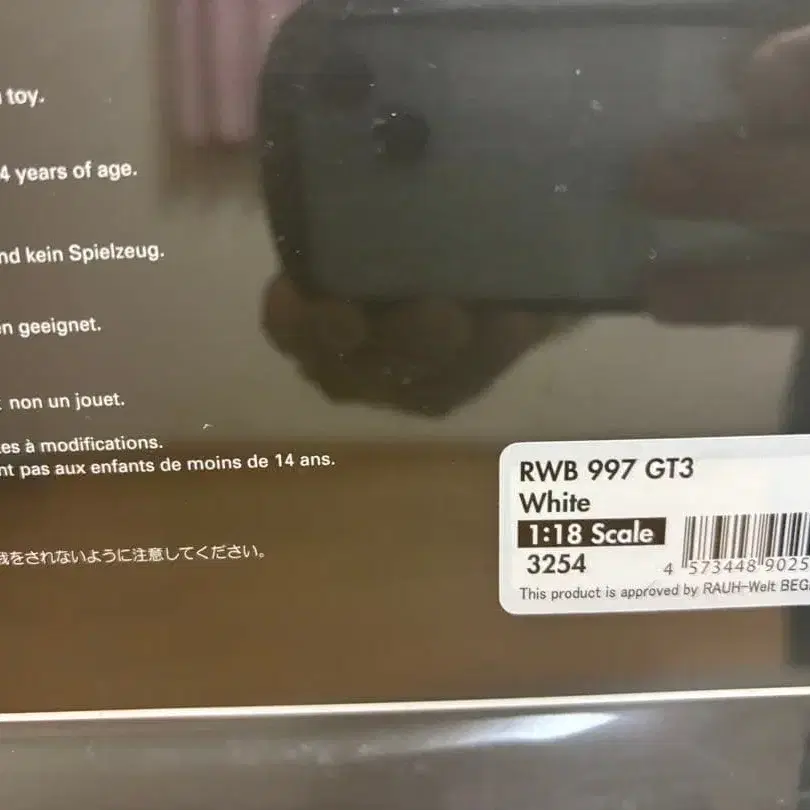 toy.
4 years of age.
nd kein Spielzeug.
n geeignet.
non un jouet.
es à modifications.
nt pas aux enfants de moins de 14 ans.
我をされないように注意してください。
RWB 997 GT3
White
1:18 Scale
3254
4 573448 9025
This product is approved by RAUH-Welt BEG